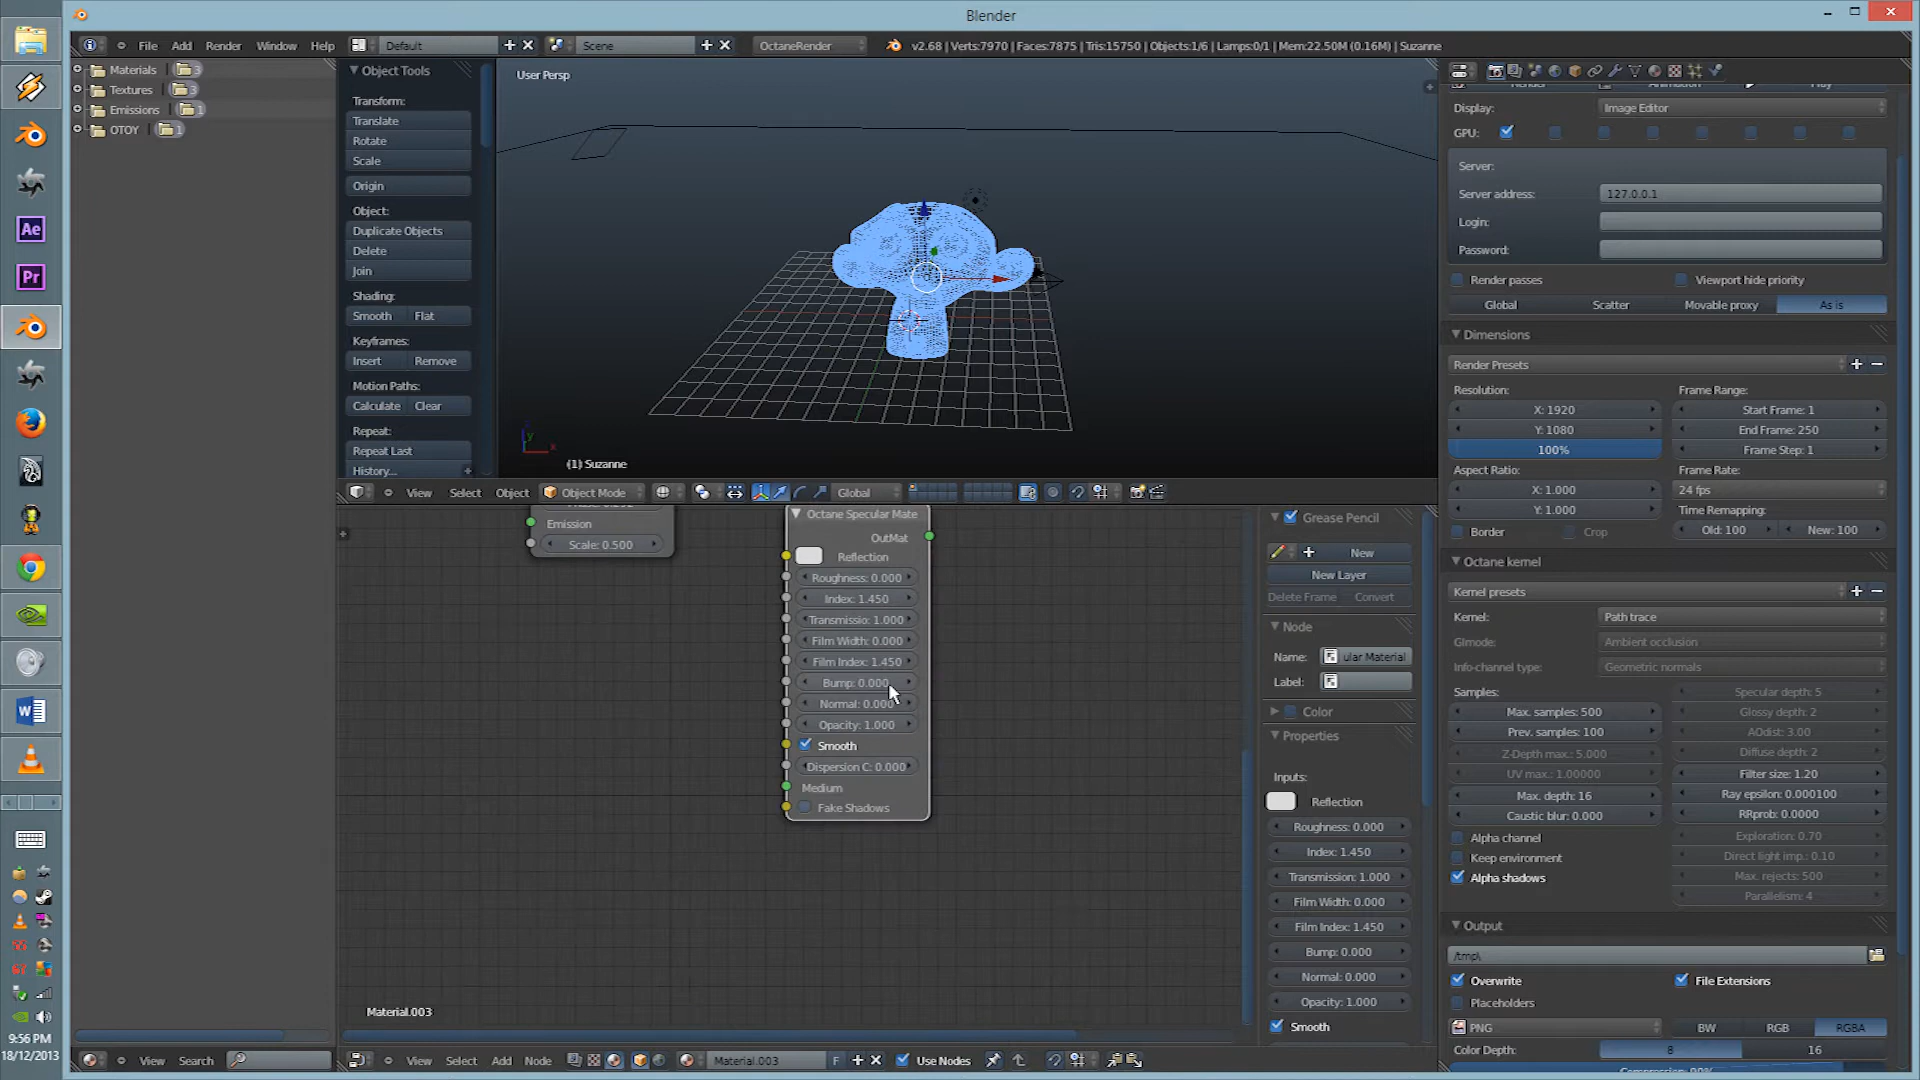 Blender
File Add Render Window Help
Default
Scene
OctaneRender
v2.68 | Verts:7970 | Faces:7875 | Tris:15750 | Objects:1/6 | Lamps:0/1 | Mem:22.50M (0.16M) | Suzanne
Materials 3
Textures 3
Emissions 1
OTOY 1
Object Tools
Transform:
Translate
Rotate
Scale
Origin
Object:
Duplicate Objects
Delete
Join
Shading:
Smooth Flat
Keyframes:
Insert Remove
Motion Paths:
Calculate Clear
Repeat:
Repeat Last
History...
User Persp
(1) Suzanne
View Select Object
Object Mode
Global
Emission
Scale: 0.500
Octane Specular Mate
OutMat
Reflection
Roughness: 0.000
Index: 1.450
Transmissio: 1.000
Film Width: 0.000
Film Index: 1.450
Bump: 0.000
Normal: 0.000
Opacity: 1.000
Smooth
Dispersion C: 0.000
Medium
Fake Shadows
Material.003
View Search
View Select Add Node
Material.003
F
Use Nodes
Grease Pencil
New
New Layer
Delete Frame Convert
Node
Name: ular Material
Label:
Color
Properties
Inputs:
Reflection
Roughness: 0.000
Index: 1.450
Transmission: 1.000
Film Width: 0.000
Film Index: 1.450
Bump: 0.000
Normal: 0.000
Opacity: 1.000
Smooth
Display: Image Editor
GPU:
Server:
Server address: 127.0.0.1
Login:
Password:
Render passes Viewport hide priority
Global Scatter Movable proxy As is
Dimensions
Render Presets
Resolution: Frame Range:
X: 1920 Start Frame: 1
Y: 1080 End Frame: 250
100% Frame Step: 1
Aspect Ratio: Frame Rate:
X: 1.000 24 fps
Y: 1.000 Time Remapping:
Border Crop Old: 100 New: 100
Octane kernel
Kernel presets
Kernel: Path trace
GImode: Ambient occlusion
Info-channel type: Geometric normals
Samples: Specular depth: 5
Max. samples: 500 Glossy depth: 2
Prev. samples: 100 AOdist: 3.00
Z-Depth max.: 5.000 Diffuse depth: 2
UV max.: 1.00000 Filter size: 1.20
Max. depth: 16 Ray epsilon: 0.000100
Caustic blur: 0.000 RRprob: 0.0000
Alpha channel Exploration: 0.70
Keep environment Direct light imp.: 0.10
Alpha shadows Max. rejects: 500
Parallelism: 4
Output
/tmp\
Overwrite File Extensions
Placeholders
PNG BW RGB RGBA
Color Depth: 8 16
Ae
Pr
9:56 PM
18/12/2013